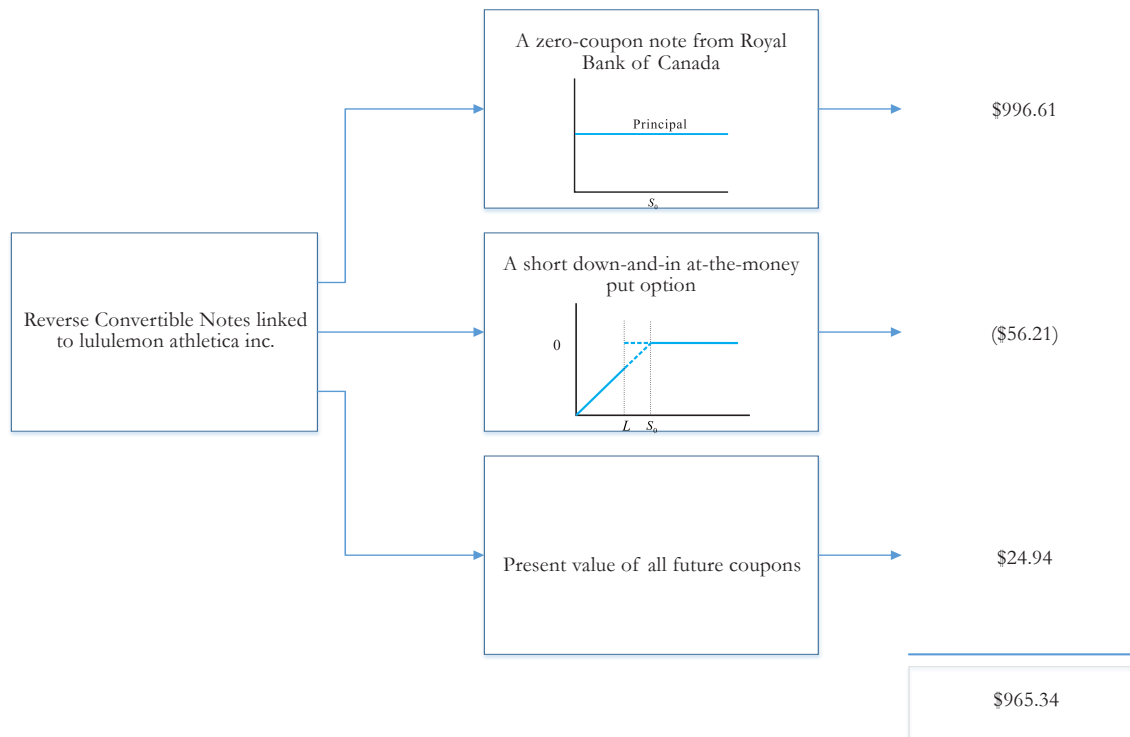 A zero-coupon note from Royal
Bank of Canada
Principal
S₀
$996.61
Reverse Convertible Notes linked
to lululemon athletica inc.
A short down-and-in at-the-money
put option
0
L
S₀
($56.21)
Present value of all future coupons
$24.94
$965.34